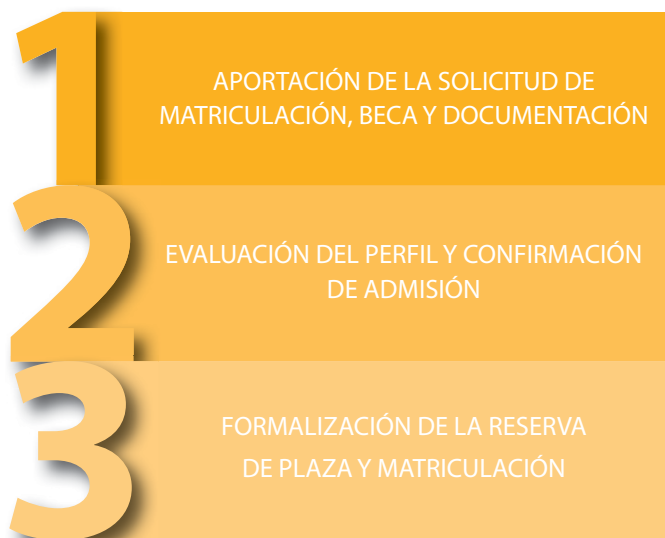 1
APORTACIÓN DE LA SOLICITUD DE
MATRICULACIÓN, BECA Y DOCUMENTACIÓN
2
EVALUACIÓN DEL PERFIL Y CONFIRMACIÓN
DE ADMISIÓN
3
FORMALIZACIÓN DE LA RESERVA
DE PLAZA Y MATRICULACIÓN